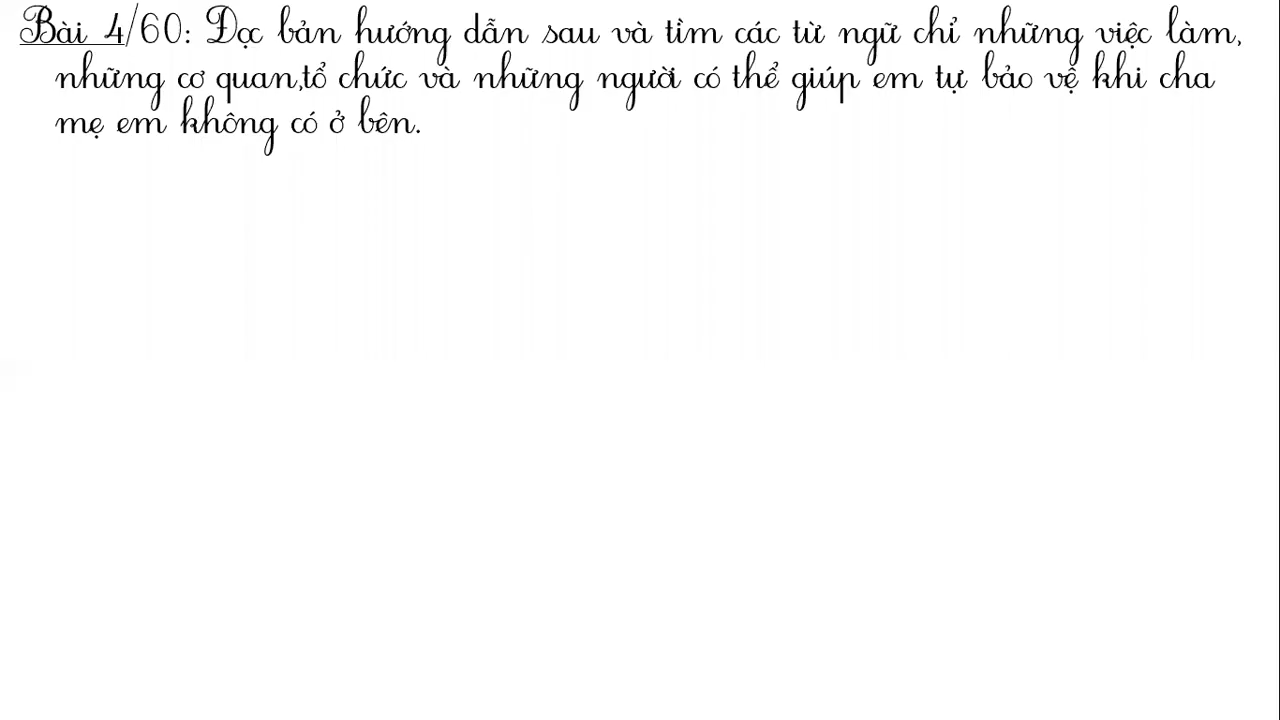 Bài 4/60: Đọc bản hướng dẫn sau và tìm các từ ngữ chỉ những việc làm,
những cơ quan,tổ chức và những người có thể giúp em tự bảo vệ khi cha
mẹ em không có ở bên.